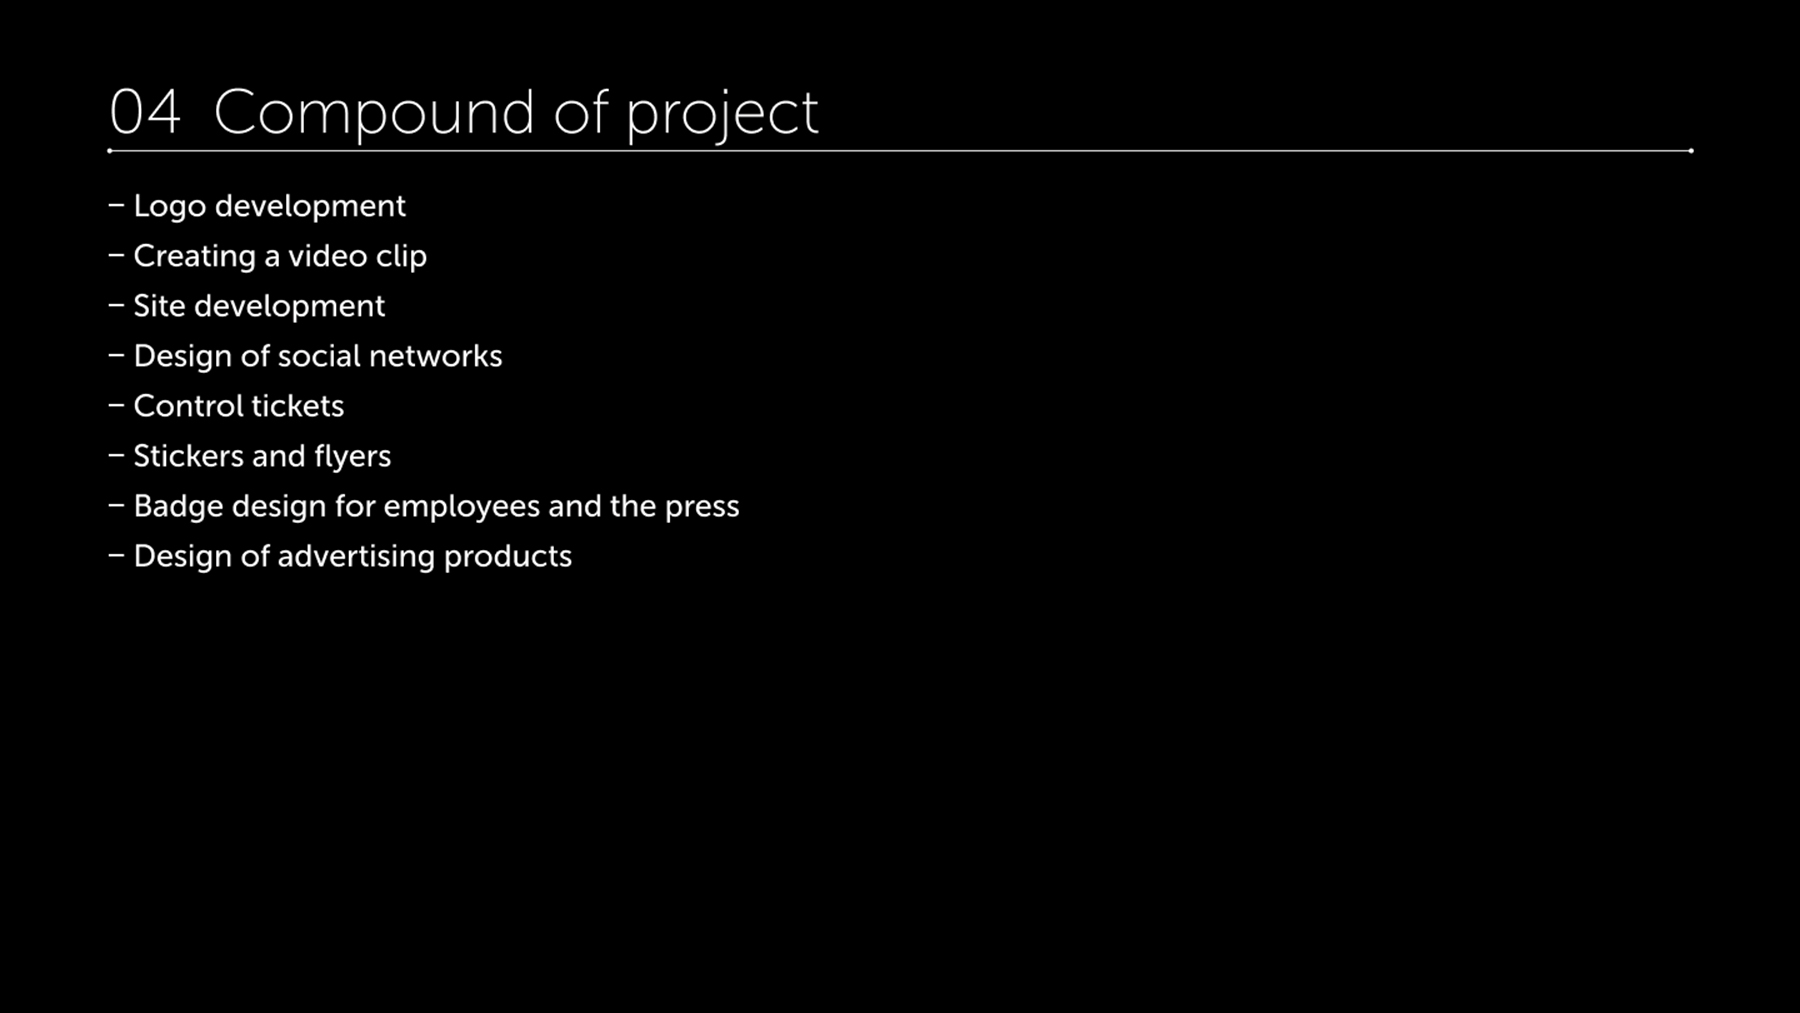 04 Compound of project
– Logo development
– Creating a video clip
– Site development
– Design of social networks
– Control tickets
– Stickers and flyers
– Badge design for employees and the press
– Design of advertising products